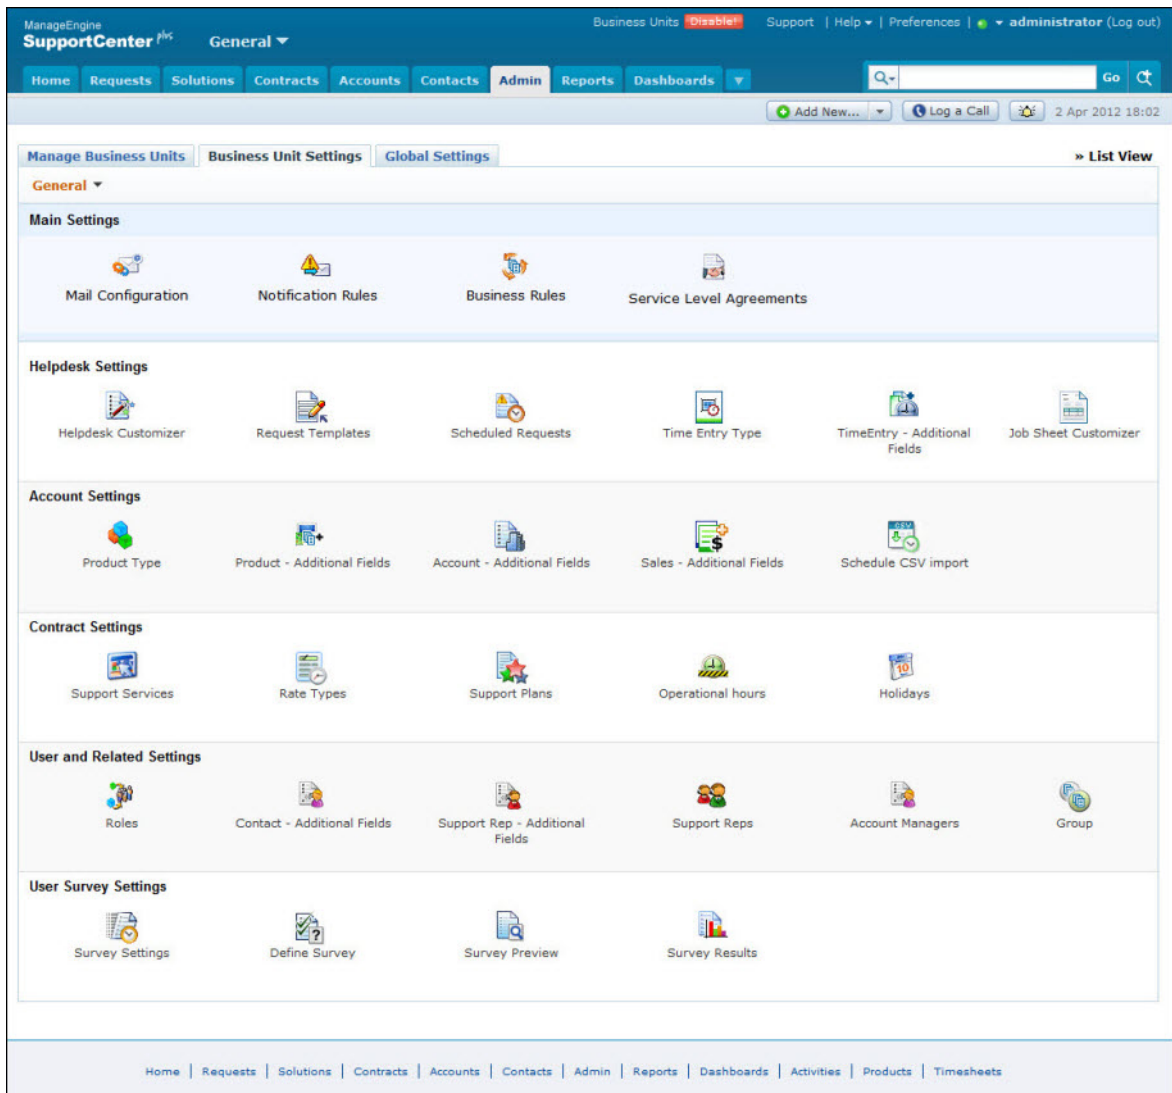 ManageEngine
SupportCenter plus
General
Business Units Disable! Support | Help | Preferences | administrator (Log out)
Home Requests Solutions Contracts Accounts Contacts Admin Reports Dashboards Go
Add New... Log a Call 2 Apr 2012 18:02
Manage Business Units Business Unit Settings Global Settings » List View
General
Main Settings
Mail Configuration Notification Rules Business Rules Service Level Agreements
Helpdesk Settings
Helpdesk Customizer Request Templates Scheduled Requests Time Entry Type TimeEntry - Additional Job Sheet Customizer
Fields
Account Settings
CSV
Product Type Product - Additional Fields Account - Additional Fields Sales - Additional Fields Schedule CSV import
Contract Settings
10
Support Services Rate Types Support Plans Operational hours Holidays
User and Related Settings
Roles Contact - Additional Fields Support Rep - Additional Support Reps Account Managers Group
Fields
User Survey Settings
Survey Settings Define Survey Survey Preview Survey Results
Home | Requests | Solutions | Contracts | Accounts | Contacts | Admin | Reports | Dashboards | Activities | Products | Timesheets